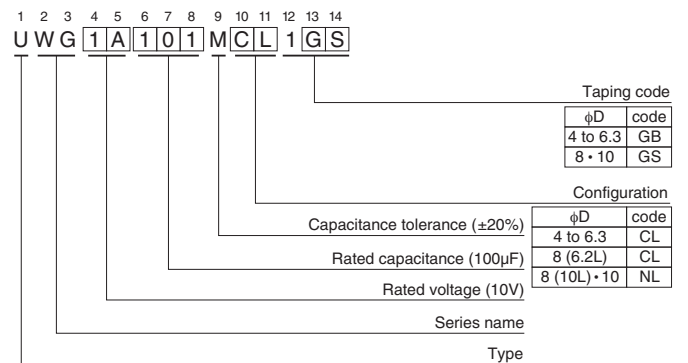 1 2 3 4 5 6 7 8 9 10 11 12 13 14
U W G 1 A 1 0 1 M C L 1 G S
Taping code
ϕD code
4 to 6.3 GB
8 • 10 GS
Configuration
ϕD code
4 to 6.3 CL
8 (6.2L) CL
8 (10L) • 10 NL
Capacitance tolerance (±20%)
Rated capacitance (100µF)
Rated voltage (10V)
Series name
Type